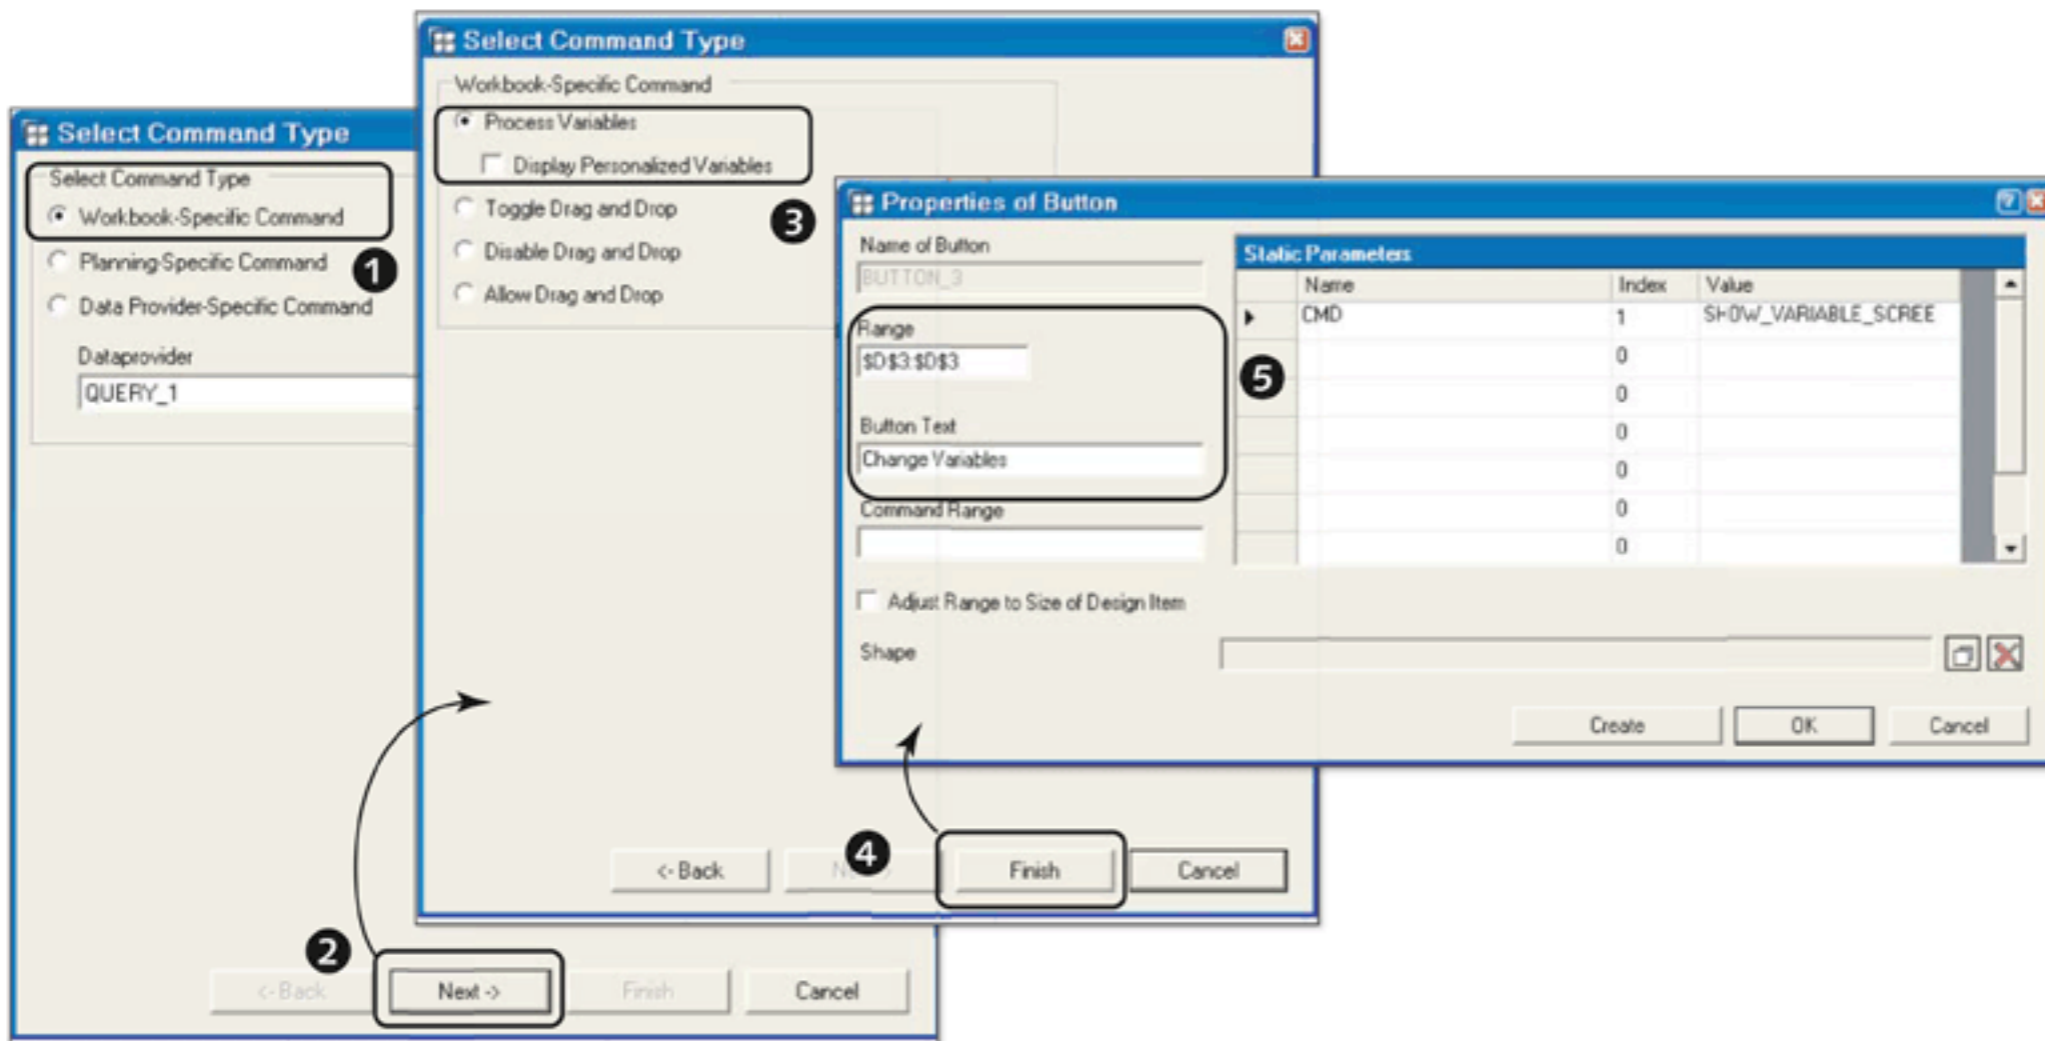 Select Command Type
Select Command Type
Workbook-Specific Command
Planning-Specific Command
1
Data Provider-Specific Command
Dataprovider
QUERY_1
2
<- Back
Next ->
Finish
Cancel
Select Command Type
Workbook-Specific Command
Process Variables
Display Personalized Variables
Toggle Drag and Drop
3
Disable Drag and Drop
Allow Drag and Drop
4
<- Back
Finish
Cancel
Properties of Button
Name of Button
BUTTON_3
Range
$D$3:$D$3
5
Button Text
Change Variables
Command Range
Adjust Range to Size of Design Item
Shape
Static Parameters
Name Index Value
CMD 1 SHOW_VARIABLE_SCREE
0
0
0
0
0
0
Create OK Cancel